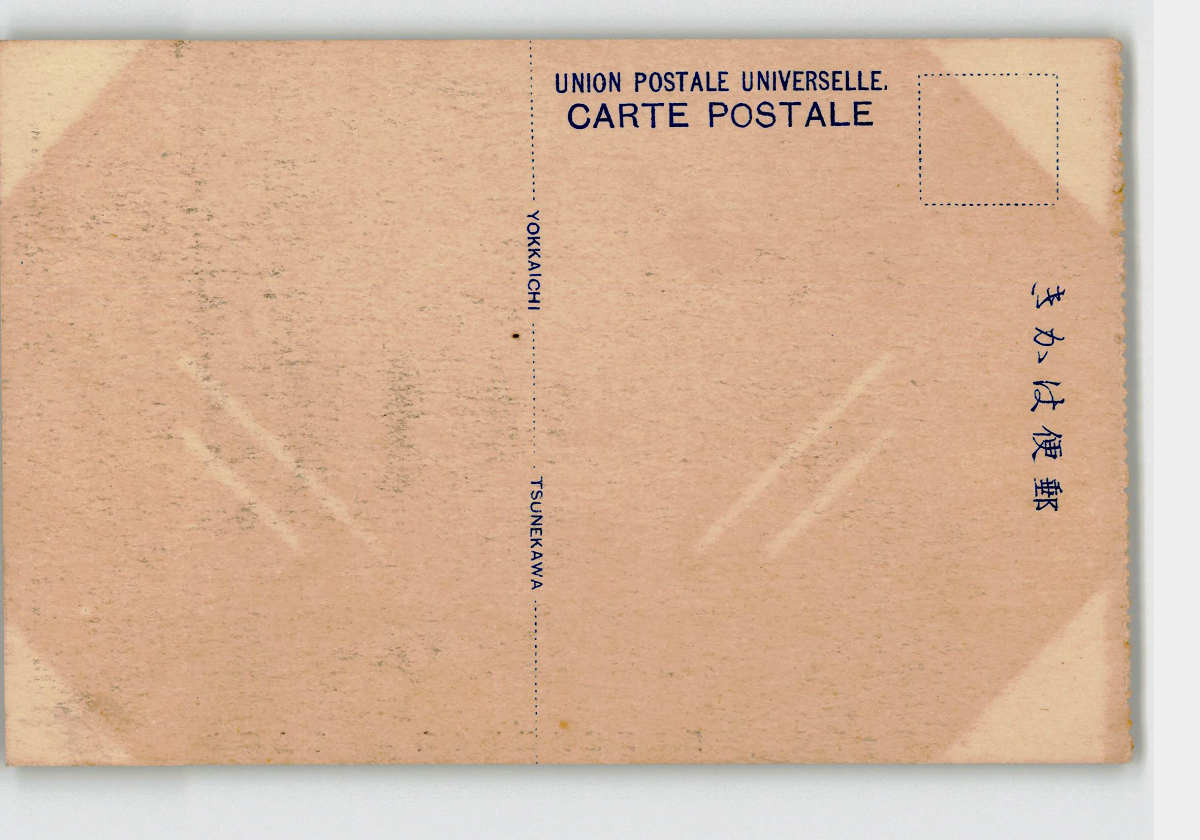 UNION POSTALE UNIVERSELLE.
CARTE POSTALE
YOKKAICHI
TSUNEKAWA
郵便はかき